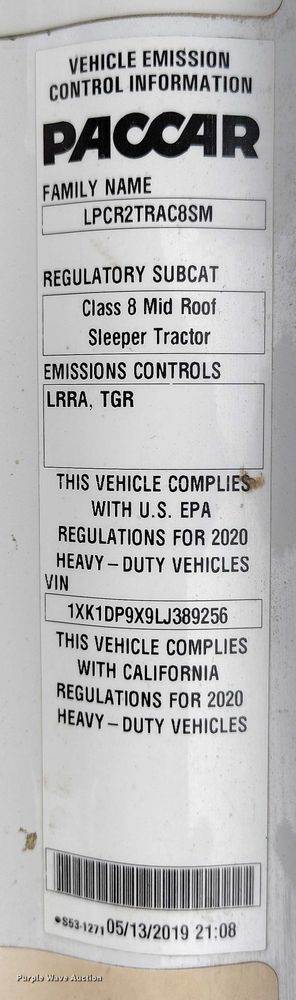 VEHICLE EMISSION
CONTROL INFORMATION
PACCAR
FAMILY NAME
LPCR2TRAC8SM
REGULATORY SUBCAT
Class 8 Mid Roof
Sleeper Tractor
EMISSIONS CONTROLS
LRRA, TGR
THIS VEHICLE COMPLIES
WITH U.S. EPA
REGULATIONS FOR 2020
HEAVY – DUTY VEHICLES
VIN
1XK1DP9X9LJ389256
THIS VEHICLE COMPLIES
WITH CALIFORNIA
REGULATIONS FOR 2020
HEAVY – DUTY VEHICLES
S53-1271 05/13/2019 21:08
Purple Wave Auction